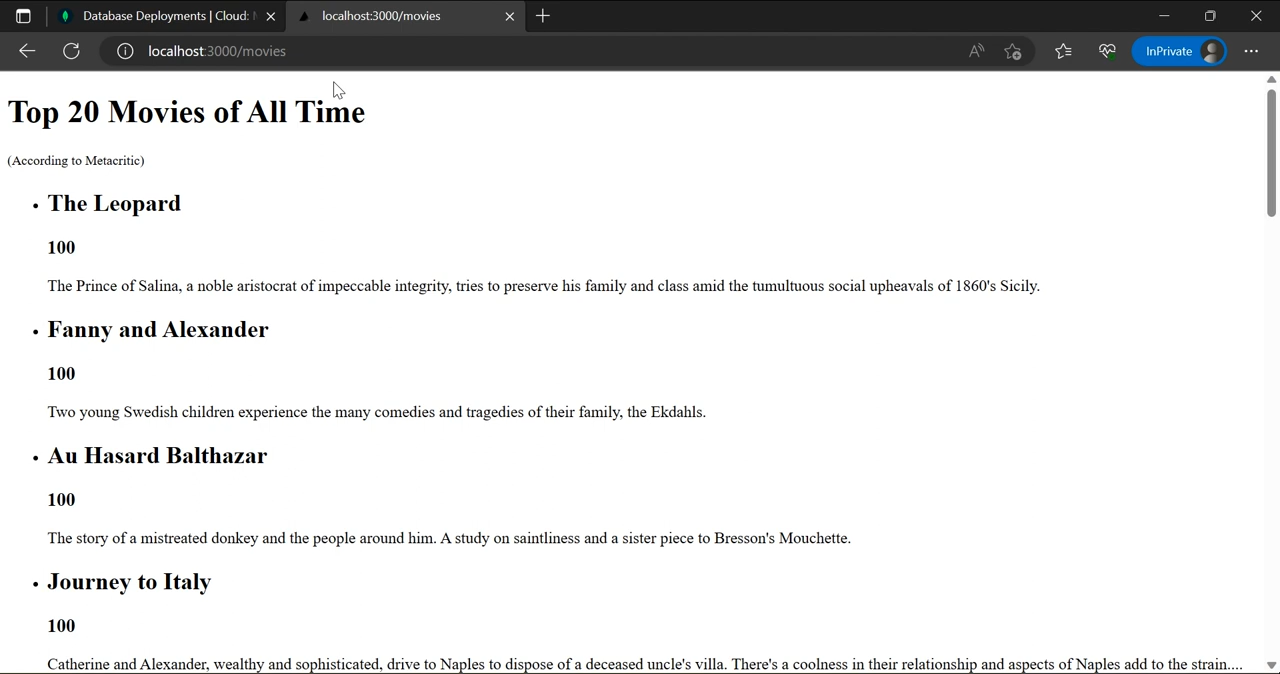 Database Deployments | Cloud:
localhost:3000/movies
localhost:3000/movies
InPrivate
Top 20 Movies of All Time
(According to Metacritic)
• The Leopard
100
The Prince of Salina, a noble aristocrat of impeccable integrity, tries to preserve his family and class amid the tumultuous social upheavals of 1860's Sicily.
• Fanny and Alexander
100
Two young Swedish children experience the many comedies and tragedies of their family, the Ekdahls.
• Au Hasard Balthazar
100
The story of a mistreated donkey and the people around him. A study on saintliness and a sister piece to Bresson's Mouchette.
• Journey to Italy
100
Catherine and Alexander, wealthy and sophisticated, drive to Naples to dispose of a deceased uncle's villa. There's a coolness in their relationship and aspects of Naples add to the strain....